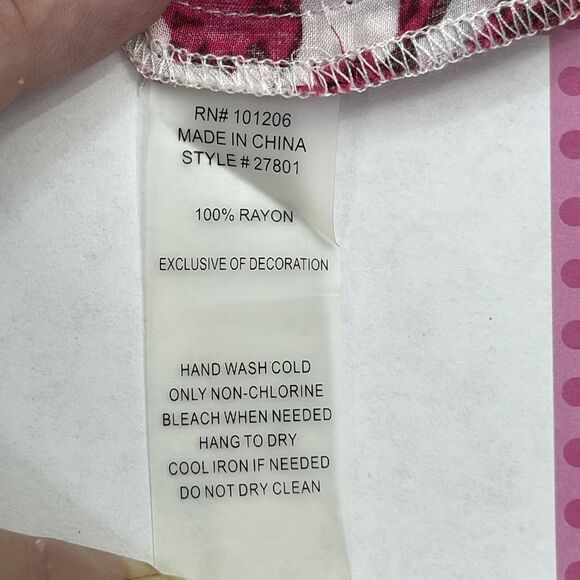 RN# 101206
MADE IN CHINA
STYLE # 27801
100% RAYON
EXCLUSIVE OF DECORATION
HAND WASH COLD
ONLY NON-CHLORINE
BLEACH WHEN NEEDED
HANG TO DRY
COOL IRON IF NEEDED
DO NOT DRY CLEAN